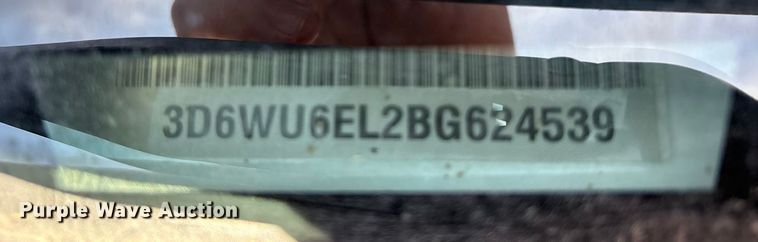 3D6WU6EL2BG624539
Purple Wave Auction